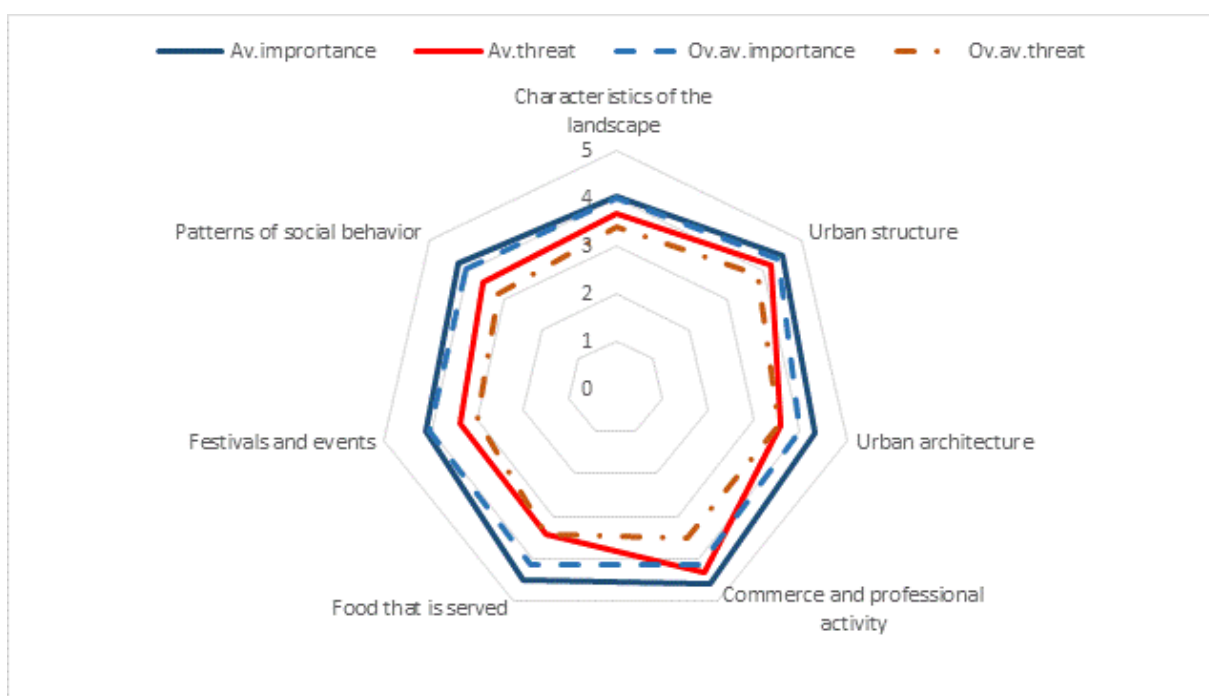 Av.imprortance Av.threat Ov.av.importance Ov.av.threat
Characteristics of the
landscape
5
4
3
2
1
0
Urban structure
Urban architecture
Commerce and professional
activity
Food that is served
Festivals and events
Patterns of social behavior